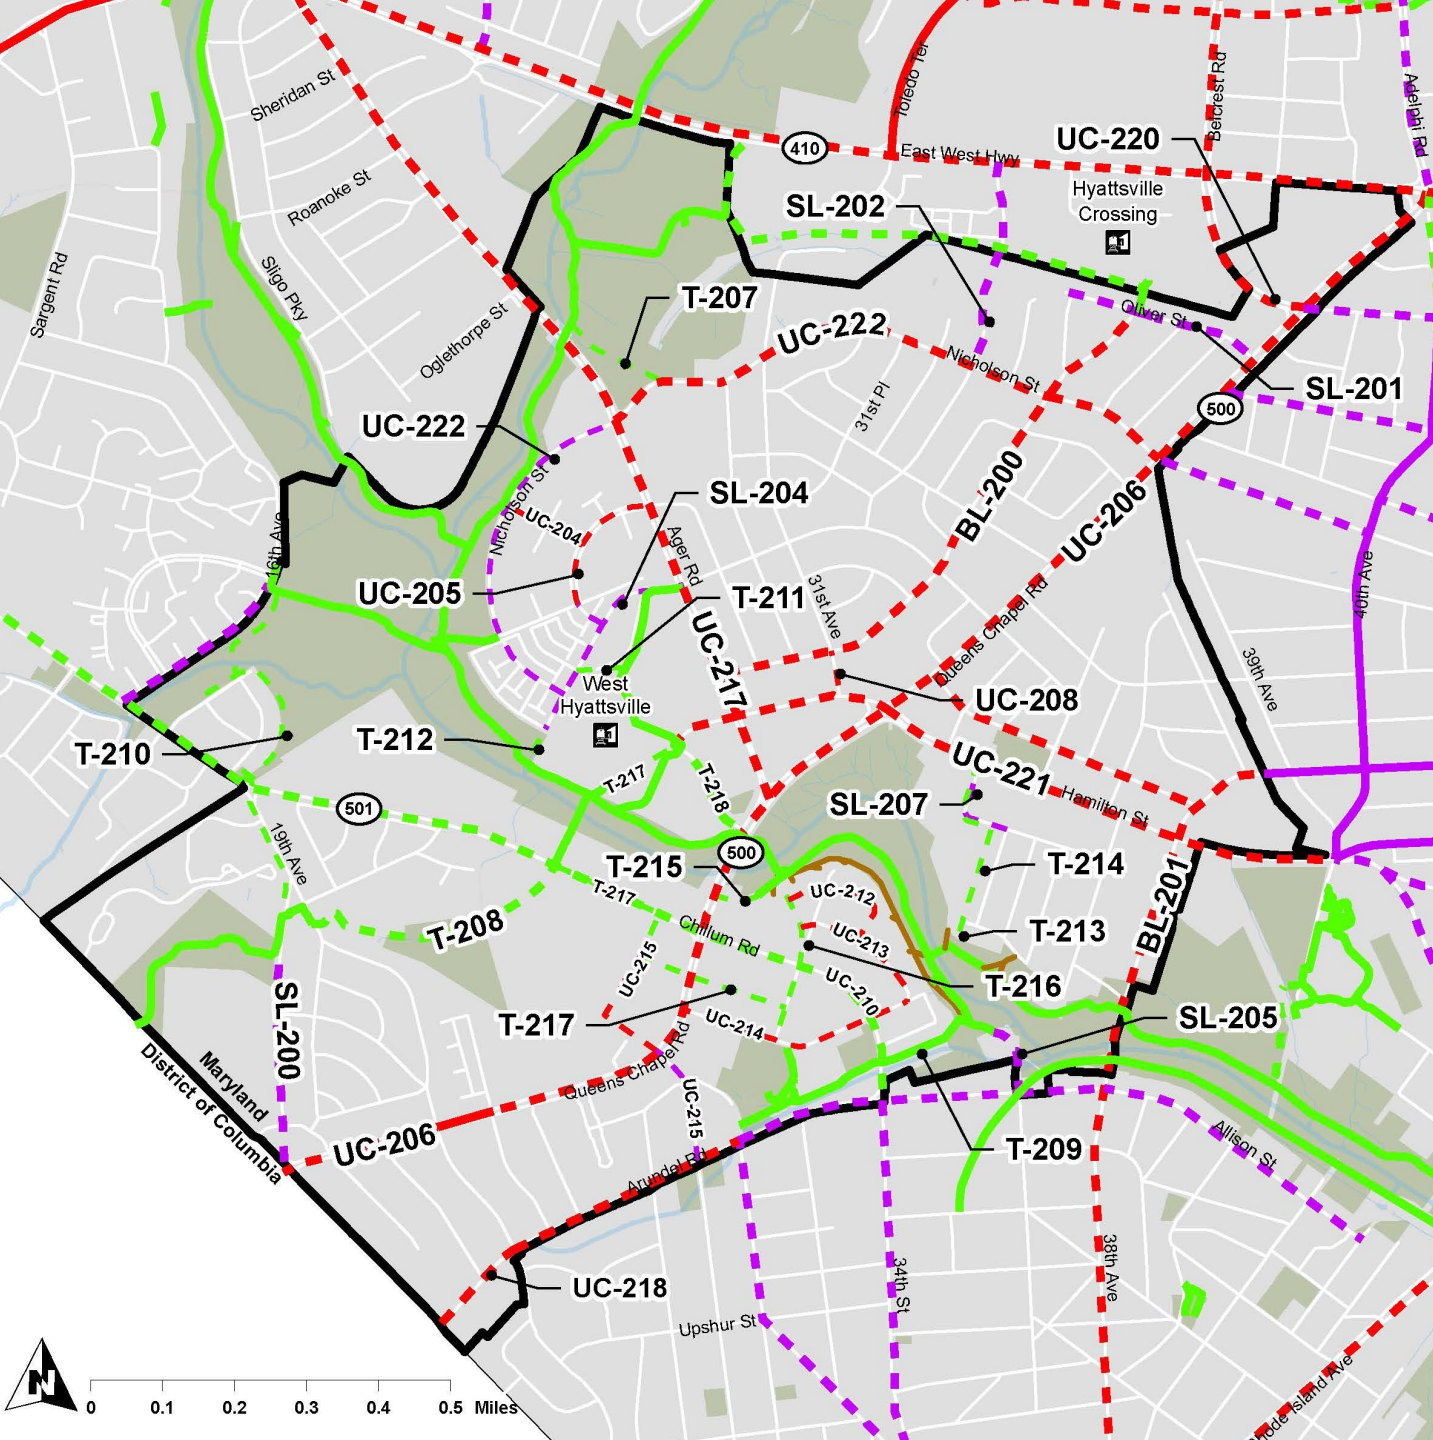 Sheridan St
Toledo Ter
Belcrest Rd
Adelphi Rd
410
East West Hwy
UC-220
Hyattsville
Crossing
Roanoke St
SL-202
Sargent Rd
Sligo Pky
T-207
Oglethorpe St
UC-222
Oliver St
Nicholson St
SL-201
31st Pl
500
UC-222
BL-200
UC-206
Nicholson St
SL-204
UC-204
16th Ave
Ager Rd
UC-205
T-211
31st Ave
Queens Chapel Rd
40th Ave
39th Ave
UC-217
West
Hyattsville
UC-208
T-210
T-212
UC-221
T-217
T-218
SL-207
Hamilton St
501
19th Ave
500
T-215
T-214
UC-212
T-217
BL-201
T-208
Chillum Rd
UC-213
T-213
UC-215
UC-210
T-216
SL-200
T-217
UC-214
SL-205
Queens Chapel Rd
Maryland
District of Columbia
UC-215
UC-206
T-209
Allison St
Arundel Rd
34th St
38th Ave
UC-218
Upshur St
N
0 0.1 0.2 0.3 0.4 0.5 Miles
hode Island Ave